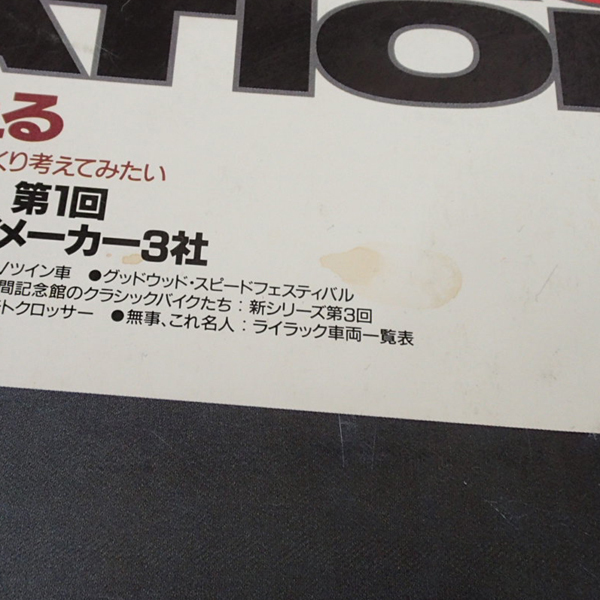 ATION
える
くり考えてみたい
第1回
メーカー3社
ツイン車 ●グッドウッド・スピードフェスティバル
間記念館のクラシックバイクたち:新シリーズ第3回
トクロッサー ●無事、これ名人:ライラック車両一覧表